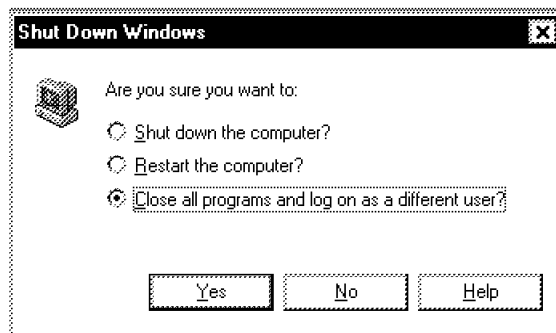 Shut Down Windows
Are you sure you want to:
Shut down the computer?
Restart the computer?
Close all programs and log on as a different user?
Yes No Help